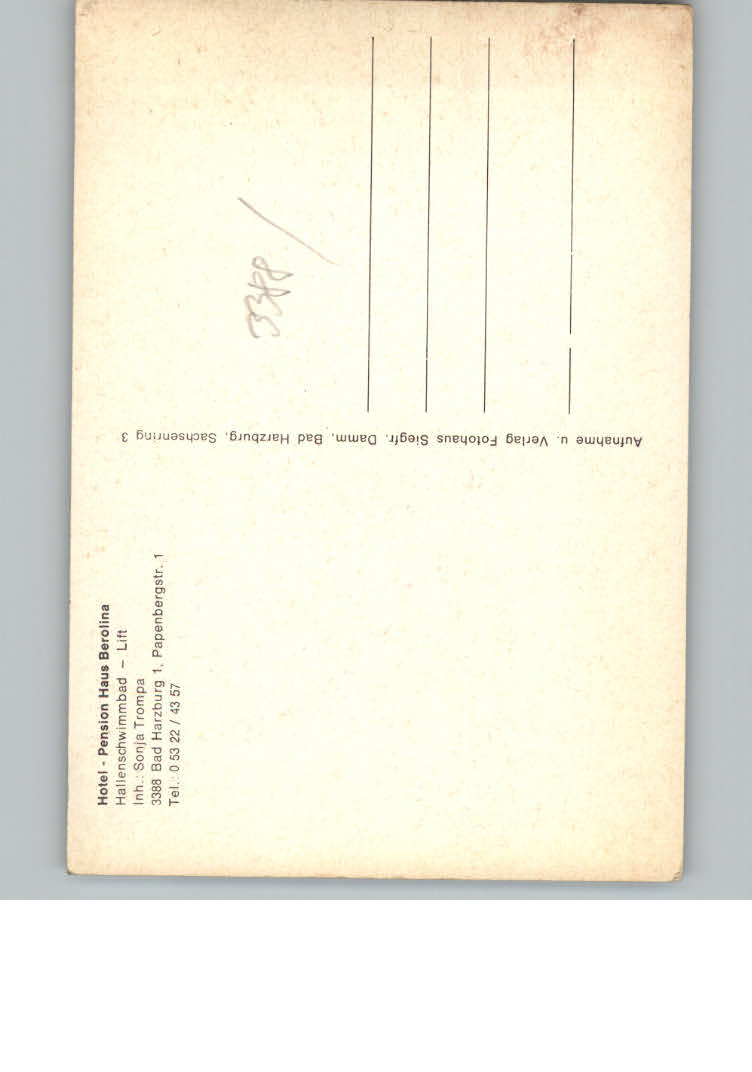 Hotel - Pension Haus Berolina
Hallenschwimmbad – Lift
Inh.: Sonja Trompa
3388 Bad Harzburg 1, Papenbergstr. 1
Tel.: 0 53 22 / 43 57
Aufnahme u. Verlag Fotohaus Siegfr. Damm, Bad Harzburg, Sachsenring 3
3388 /